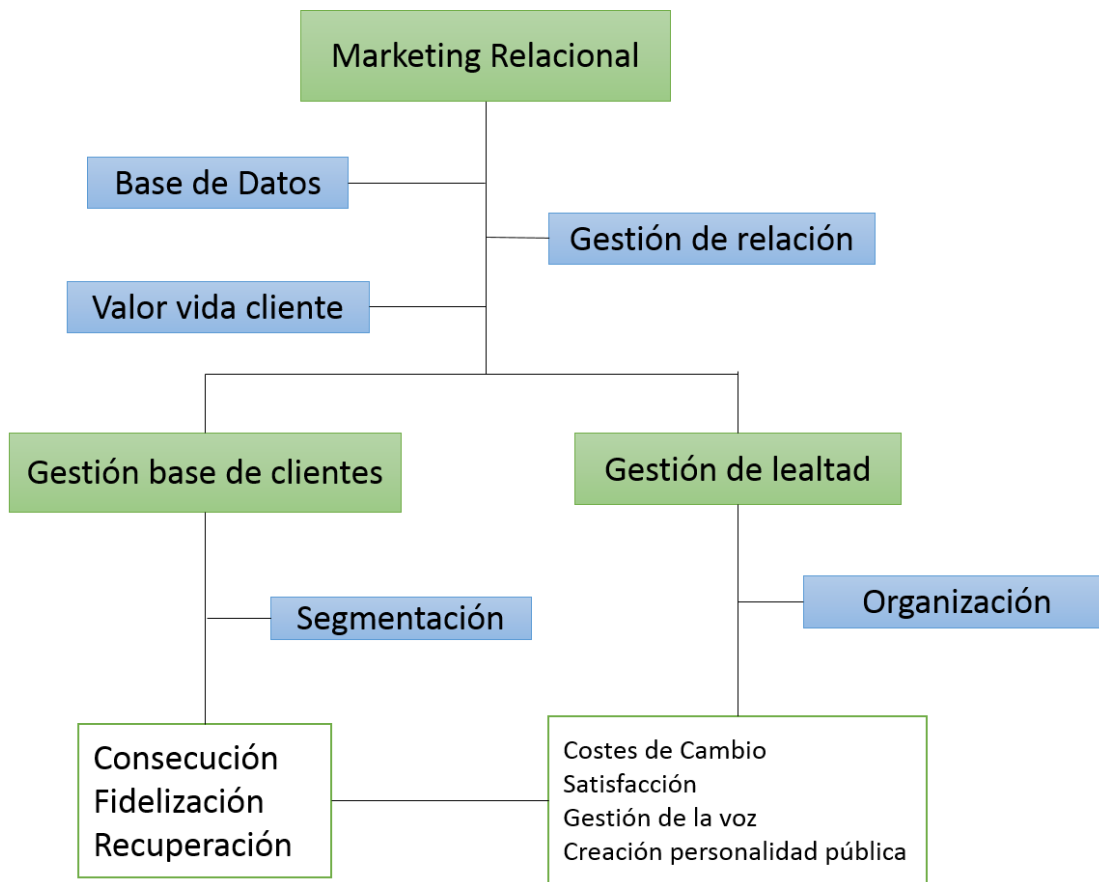 Marketing Relacional
Base de Datos
Gestión de relación
Valor vida cliente
Gestión base de clientes
Gestión de lealtad
Segmentación
Organización
Consecución
Fidelización
Recuperación
Costes de Cambio
Satisfacción
Gestión de la voz
Creación personalidad pública